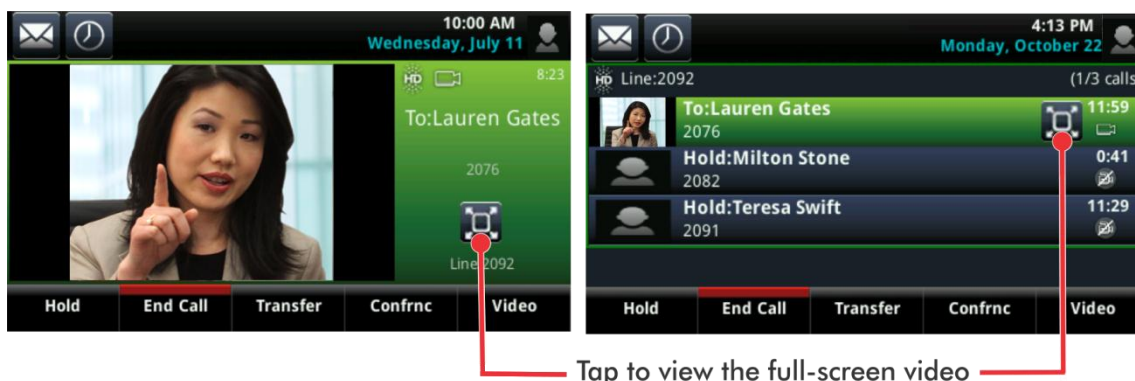 10:00 AM
Wednesday, July 11
HD
8:23
To:Lauren Gates
2076
Line:2092
Hold
End Call
Transfer
Confrnc
Video
4:13 PM
Monday, October 22
HD Line:2092
(1/3 calls
To:Lauren Gates
11:59
2076
Hold:Milton Stone
0:41
2082
Hold:Teresa Swift
11:29
2091
Hold
End Call
Transfer
Confrnc
Video
Tap to view the full-screen video